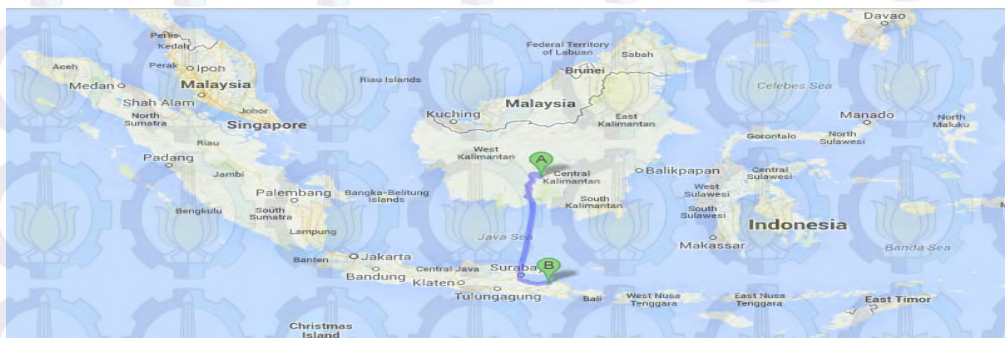 Davao
Perlis
Kedah
Federal Territory
of Labuan
Sabah
Aceh
Perak
Ipoh
Brunei
Medan
Malaysia
Riau Islands
Celebes Sea
Shah Alam
Johor
Malaysia
North
Sumatra
Singapore
Kuching
East
Kalimantan
Manado
North
Maluku
Riau
West
Kalimantan
A
Gorontalo
North
Sulawesi
Padang
Jambi
Central
Kalimantan
Balikpapan
Central
Sulawesi
Palembang
Bangka-Belitung
Islands
South
Kalimantan
West
Sulawesi
Bengkulu
South
Sumatra
South
Sulawesi
Indonesia
Lampung
Java Sea
Makassar
Banda Sea
Banten
Jakarta
Bandung
Central Java
Surabay
B
Klaten
Tulungagung
Bali
West Nusa
Tenggara
East Nusa
Tenggara
East Timor
Christmas
Island